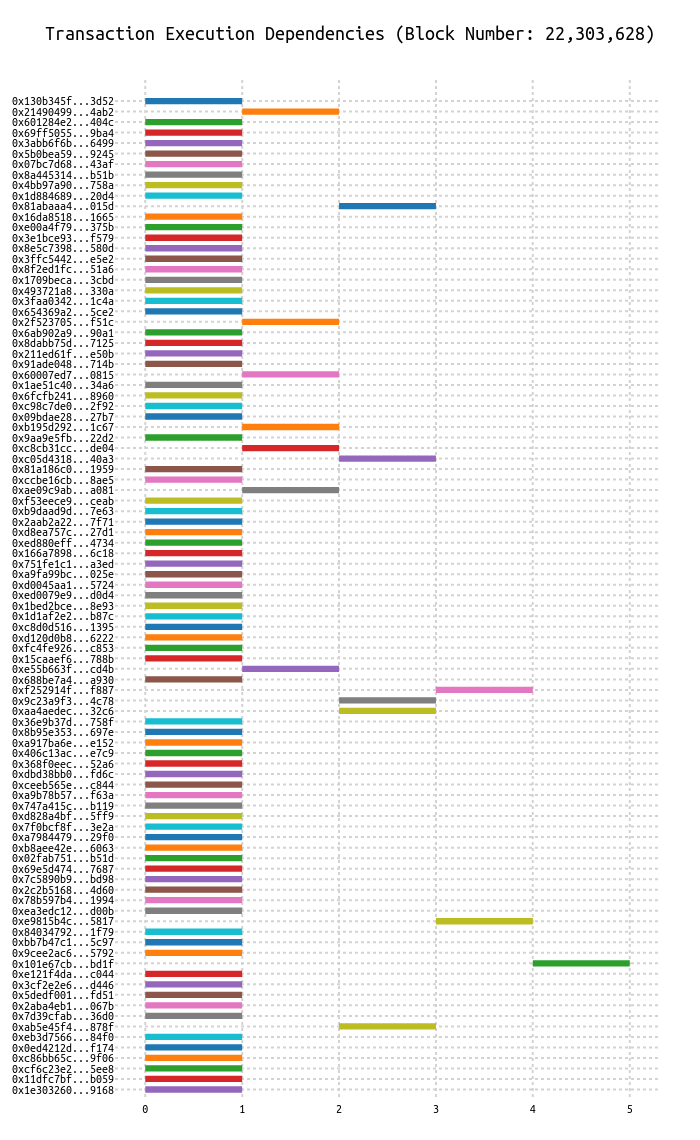 Transaction Execution Dependencies (Block Number: 22,303,628)
0x130b345f...3d52
0x21490499...4ab2
0x601284e2...404c
0x69ff5055...9ba4
0x3abb6f6b...6499
0x5b0bea59...9245
0x07bc7d68...43af
0x8a445314...b51b
0x4bb97a90...758a
0x1d884689...20d4
0x81abaaa4...015d
0x16da8518...1665
0xe00a4f79...375b
0x3e1bce93...f579
0x8e5c7398...580d
0x3ffc5442...e5e2
0x8f2ed1fc...51a6
0x1709beca...3cbd
0x493721a8...330a
0x3faa0342...1c4a
0x654369a2...5ce2
0x2f523705...f51c
0x6ab902a9...90a1
0x8dabb75d...7125
0x211ed61f...e50b
0x91ade048...714b
0x60007ed7...0815
0x1ae51c40...34a6
0x6fcfb241...8960
0xc98c7de0...2f92
0x09bdae28...27b7
0xb195d292...1c67
0x9aa9e5fb...22d2
0xc8cb31cc...de04
0xc05d4318...40a3
0x81a186c0...1959
0xccbe16cb...8ae5
0xae09c9ab...a081
0xf53eece9...ceab
0xb9daad9d...7e63
0x2aab2a22...7f71
0xd8ea757c...27d1
0xed880eff...4734
0x166a7898...6c18
0x751fe1c1...a3ed
0xa9fa99bc...025e
0xd0045aa1...5724
0xed0079e9...d0d4
0x1bed2bce...8e93
0x1d1af2e2...b87c
0xc8d0d516...1395
0xd120d0b8...6222
0xfc4fe926...c853
0x15caaef6...788b
0xe55b663f...cd4b
0x688be7a4...a930
0xf252914f...f887
0x9c23a9f3...4c78
0xaa4aedec...32c6
0x36e9b37d...758f
0x8b95e353...697e
0xa917ba6e...e152
0x406c13ac...e7c9
0x368f0eec...52a6
0xdbd38bb0...fd6c
0xceeb565e...c844
0xa9b78b57...f63a
0x747a415c...b119
0xd828a4bf...5ff9
0x7f0bcf8f...3e2a
0xa7984479...29f0
0xb8aee42e...6063
0x02fab751...b51d
0x69e5d474...7687
0x7c5890b9...bd98
0x2c2b5168...4d60
0x78b597b4...1994
0xea3edc12...d00b
0xe9815b4c...5817
0x84034792...1f79
0xbb7b47c1...5c97
0x9cee2ac6...5792
0x101e67cb...bd1f
0xe121f4da...c044
0x3cf2e2e6...d446
0x5dedf001...fd51
0x2aba4eb1...067b
0x7d39cfab...36d0
0xab5e45f4...878f
0xeb3d7566...84f0
0x0ed4212d...f174
0xc86bb65c...9f06
0xcf6c23e2...5ee8
0x11dfc7bf...b059
0x1e303260...9168
0 1 2 3 4 5